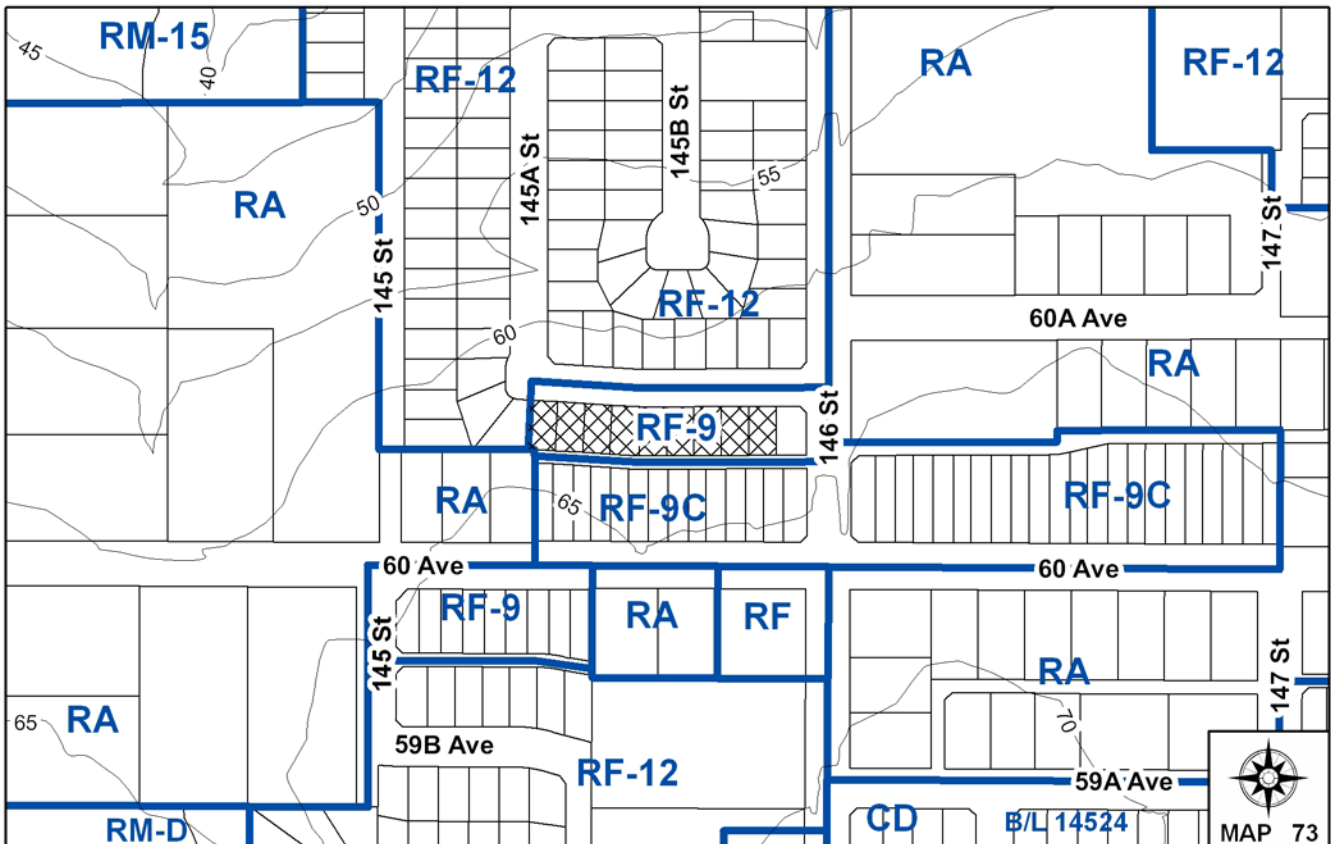 RM-15
RF-12
RA
RF-12
45
40
145A St
145B St
55
RA
50
145 St
147 St
RF-12
60A Ave
60
RA
146 St
RF-9
RA
65
RF-9C
RF-9C
60 Ave
60 Ave
RF-9
RA
RF
145 St
RA
147 St
RA
65
70
59B Ave
RF-12
59A Ave
RM-D
CD
B/L 14524
MAP 73